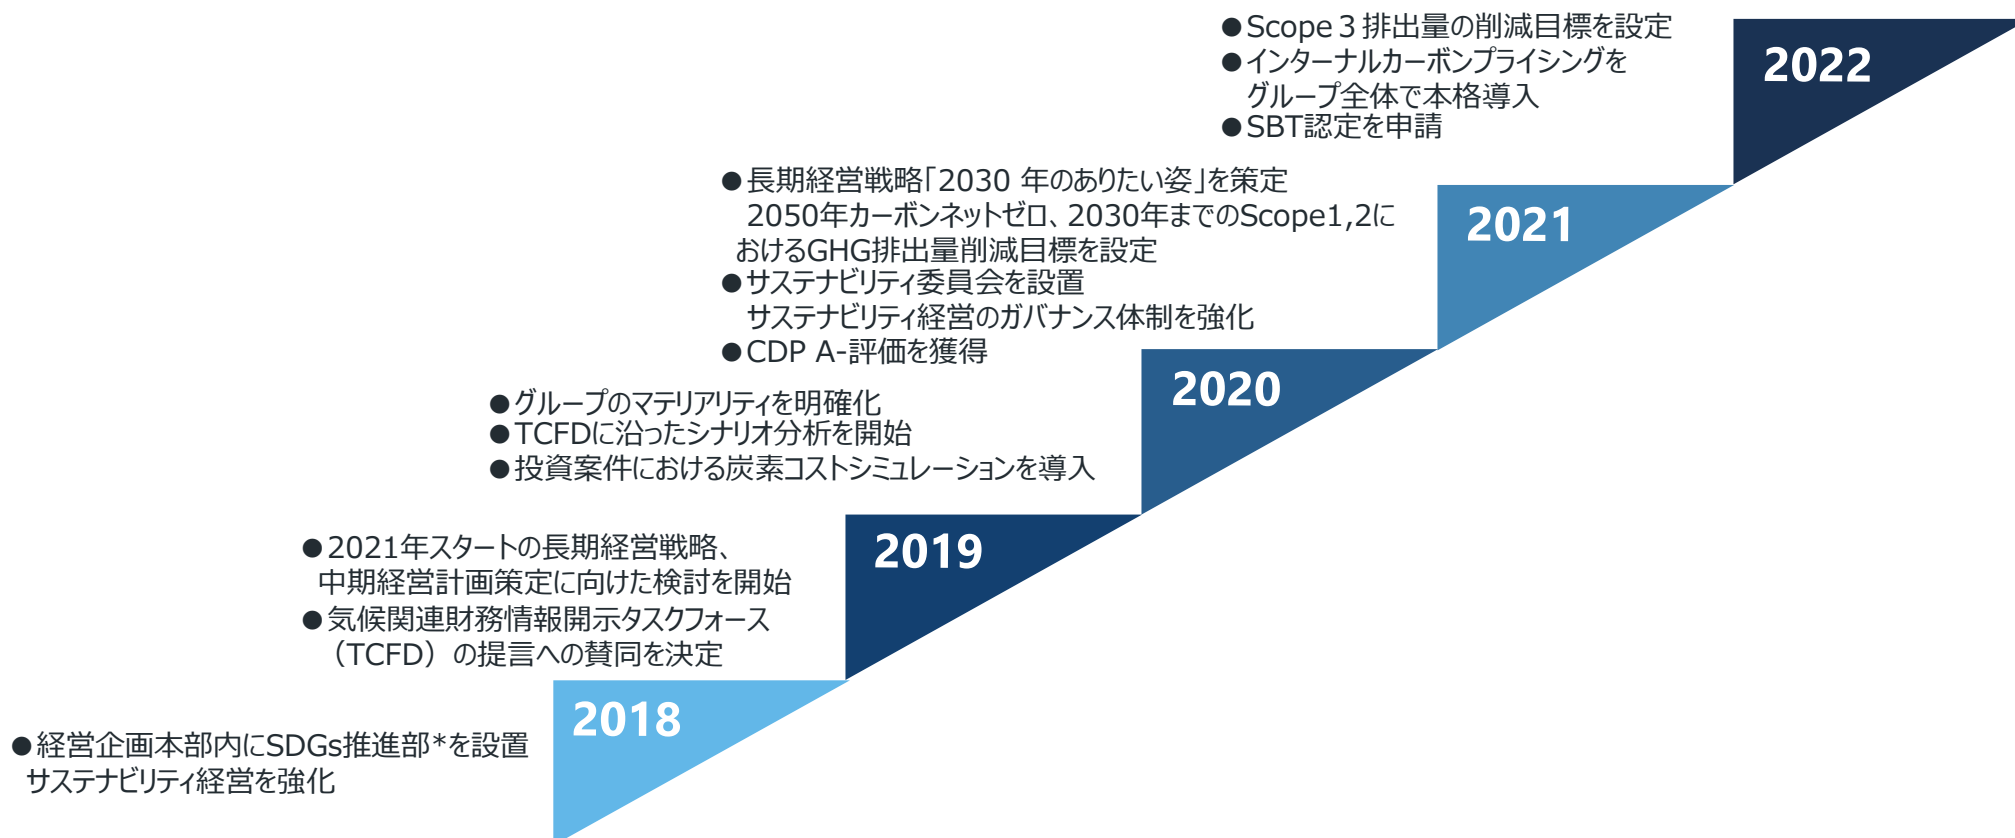 ●Scope３排出量の削減目標を設定
●インターナルカーボンプライシングを
グループ全体で本格導入
●SBT認定を申請
2022
●長期経営戦略「2030 年のありたい姿」を策定
2050年カーボンネットゼロ、2030年までのScope1,2に
おけるGHG排出量削減目標を設定
●サステナビリティ委員会を設置
サステナビリティ経営のガバナンス体制を強化
●CDP A-評価を獲得
2021
●グループのマテリアリティを明確化
●TCFDに沿ったシナリオ分析を開始
●投資案件における炭素コストシミュレーションを導入
2020
●2021年スタートの長期経営戦略、
中期経営計画策定に向けた検討を開始
●気候関連財務情報開示タスクフォース
（TCFD）の提言への賛同を決定
2019
●経営企画本部内にSDGs推進部*を設置
サステナビリティ経営を強化
2018